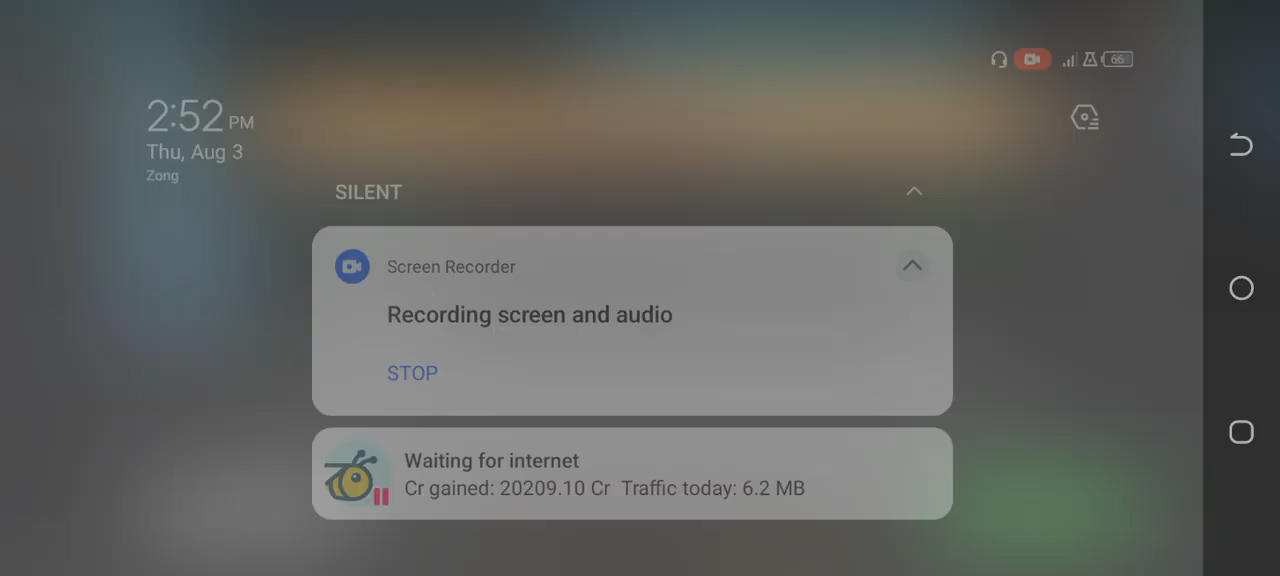 66
2:52 PM
Thu, Aug 3
Zong
SILENT
Screen Recorder
Recording screen and audio
STOP
Waiting for internet
Cr gained: 20209.10 Cr Traffic today: 6.2 MB